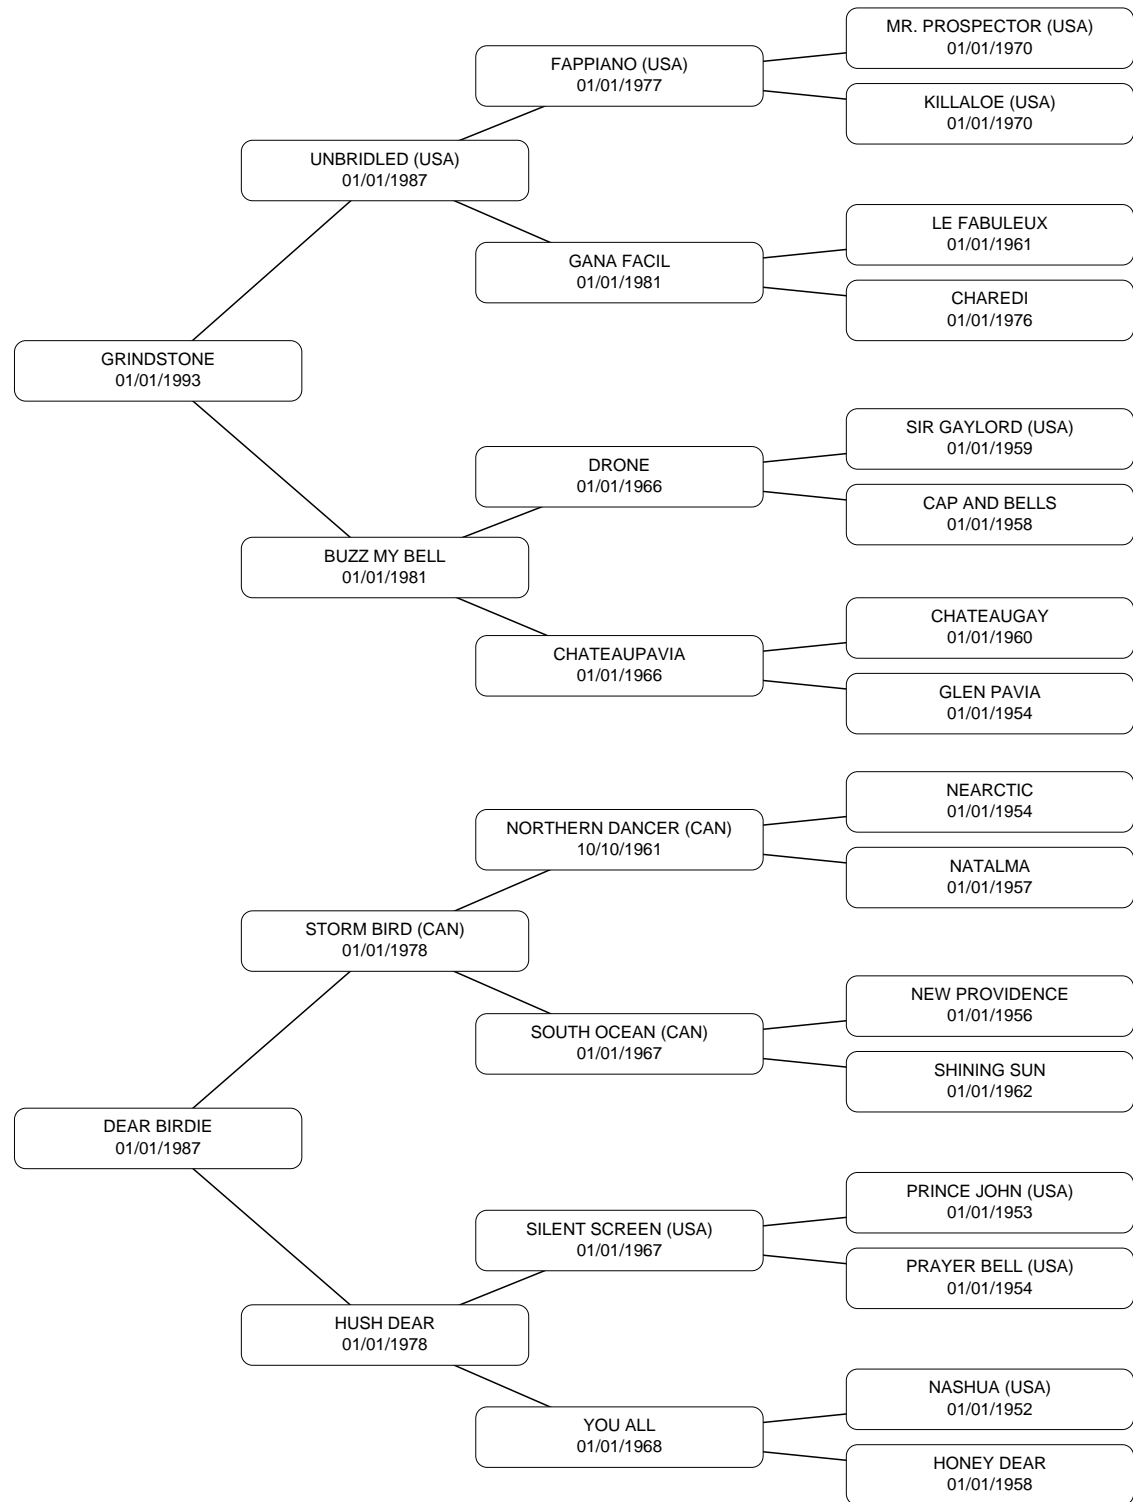 MR. PROSPECTOR (USA)
01/01/1970
FAPPIANO (USA)
01/01/1977
KILLALOE (USA)
01/01/1970
UNBRIDLED (USA)
01/01/1987
LE FABULEUX
01/01/1961
GANA FACIL
01/01/1981
CHAREDI
01/01/1976
GRINDSTONE
01/01/1993
SIR GAYLORD (USA)
01/01/1959
DRONE
01/01/1966
CAP AND BELLS
01/01/1958
BUZZ MY BELL
01/01/1981
CHATEAUGAY
01/01/1960
CHATEAUPAVIA
01/01/1966
GLEN PAVIA
01/01/1954
NEARCTIC
01/01/1954
NORTHERN DANCER (CAN)
10/10/1961
NATALMA
01/01/1957
STORM BIRD (CAN)
01/01/1978
NEW PROVIDENCE
01/01/1956
SOUTH OCEAN (CAN)
01/01/1967
SHINING SUN
01/01/1962
DEAR BIRDIE
01/01/1987
PRINCE JOHN (USA)
01/01/1953
SILENT SCREEN (USA)
01/01/1967
PRAYER BELL (USA)
01/01/1954
HUSH DEAR
01/01/1978
NASHUA (USA)
01/01/1952
YOU ALL
01/01/1968
HONEY DEAR
01/01/1958